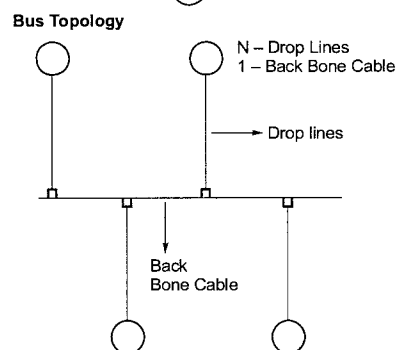 Bus Topology
N – Drop Lines
1 – Back Bone Cable
Drop lines
Back
Bone Cable